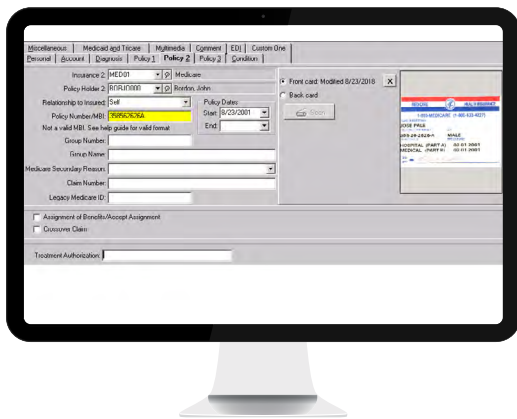 Miscellaneous Medicaid and Tricare Multimedia Comment EDI Custom One
Personal Account Diagnosis Policy 1 Policy 2 Policy 3 Condition
Insurance 2: MED01 Medicare
Policy Holder 2: Bordon, John
Relationship to Insured: Self
Policy Number/MBI: 358562626A
Not a valid MBI. See help guide for valid format
Group Number:
Group Name:
Medicare Secondary Reason:
Claim Number:
Legacy Medicare ID:
Policy Dates
Start: 8/23/2001
End:
Front card: Modified 8/23/2018 X
Back card
Scan
MEDICARE HEALTH INSURANCE
1-800-MEDICARE (1-800-633-4227)
MALE
HOSPITAL (PART A) 03-01-2001
MEDICAL (PART B) 03-01-2001
Assignment of Benefits/Accept Assignment
Crossover Claim
Treatment Authorization: